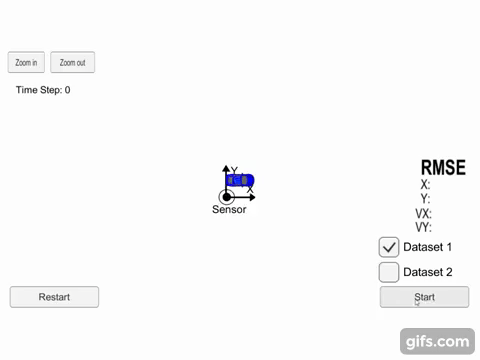 Zoom in
Zoom out
Time Step: 0
Y
X
Sensor
RMSE
X:
Y:
VX:
VY:
Dataset 1
Dataset 2
Restart
Start
gifs.com